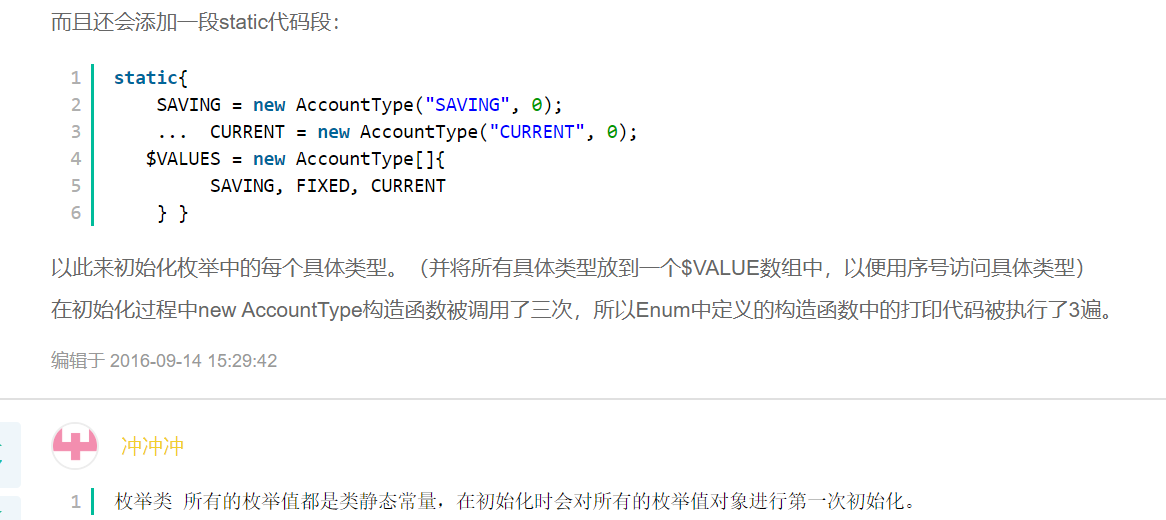 而且还会添加一段static代码段：
1 static{
2 SAVING = new AccountType("SAVING", 0);
3 ... CURRENT = new AccountType("CURRENT", 0);
4 $VALUES = new AccountType[]{
5 SAVING, FIXED, CURRENT
6 } }
以此来初始化枚举中的每个具体类型。（并将所有具体类型放到一个$VALUE数组中，以便用序号访问具体类型）
在初始化过程中new AccountType构造函数被调用了三次，所以Enum中定义的构造函数中的打印代码被执行了3遍。
编辑于 2016-09-14 15:29:42
冲冲冲
1 枚举类 所有的枚举值都是类静态常量，在初始化时会对所有的枚举值对象进行第一次初始化。